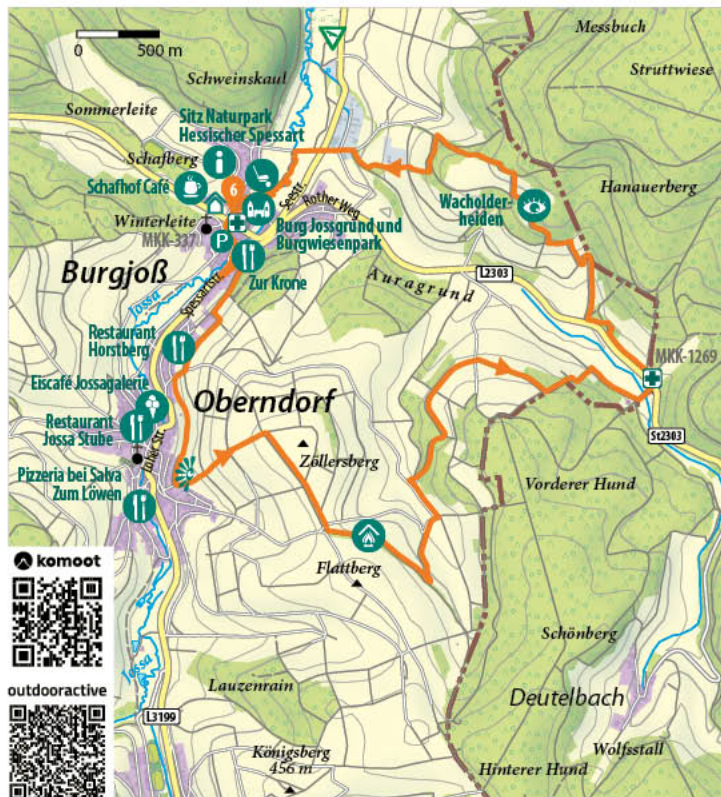 0
500 m
Messbuch
Struttwiese
Schweinskaul
Sommerleite
Sitz Naturpark
Hessischer Spessart
Schafberg
Schafhof Café
6
Seestr.
Rother Weg
Hanauerberg
Wacholder-
heiden
Winterleite
MKK-337
P
Burg Jossgrund und
Burgwiesenpark
L2303
Burgjoß
Jossa
Spessartstr.
Zur Krone
Auragrund
MKK-1269
Restaurant
Horstberg
Eiscafé Jossagalerie
Oberndorf
Restaurant
Jossa Stube
St2303
Zöllersberg
Pizzeria bei Salva
Zum Löwen
Vorderer Hund
komoot
Flattberg
Schönberg
outdooractive
Jossa
Lauzenrain
Deutelbach
L3199
Königsberg
456 m
Wolfsstall
Hinterer Hund